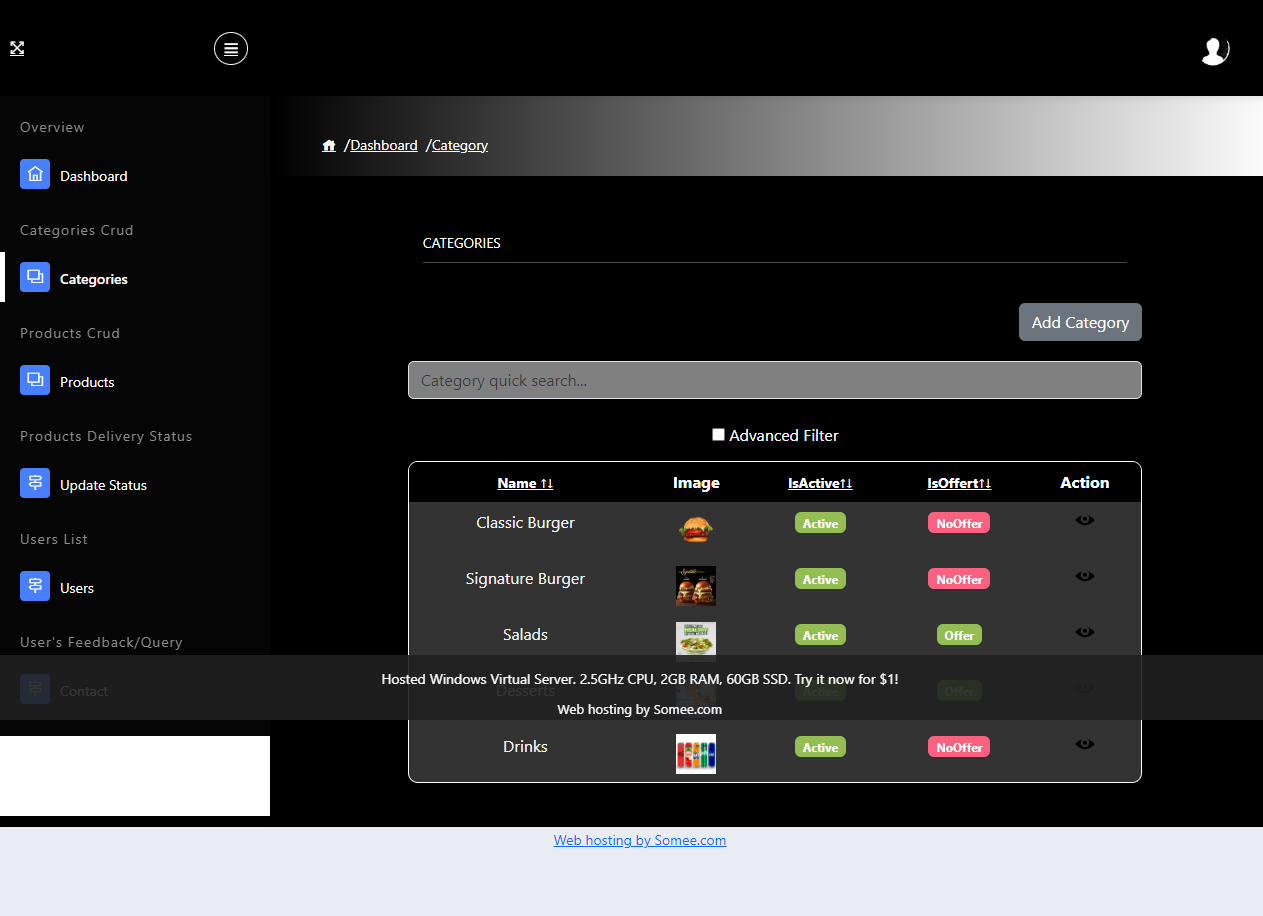 Overview
/Dashboard /Category
Dashboard
Categories Crud
CATEGORIES
Categories
Add Category
Products Crud
Category quick search...
Products
Products Delivery Status
Advanced Filter
Update Status
Name ↑↓ Image IsActive↑↓ IsOffert↑↓ Action
Classic Burger Active NoOffer
Users List
Signature Burger Active NoOffer
Users
Salads Active Offer
User's Feedback/Query
Hosted Windows Virtual Server. 2.5GHz CPU, 2GB RAM, 60GB SSD. Try it now for $1!
Contact
Desserts Active Offer
Web hosting by Somee.com
Drinks Active NoOffer
Web hosting by Somee.com